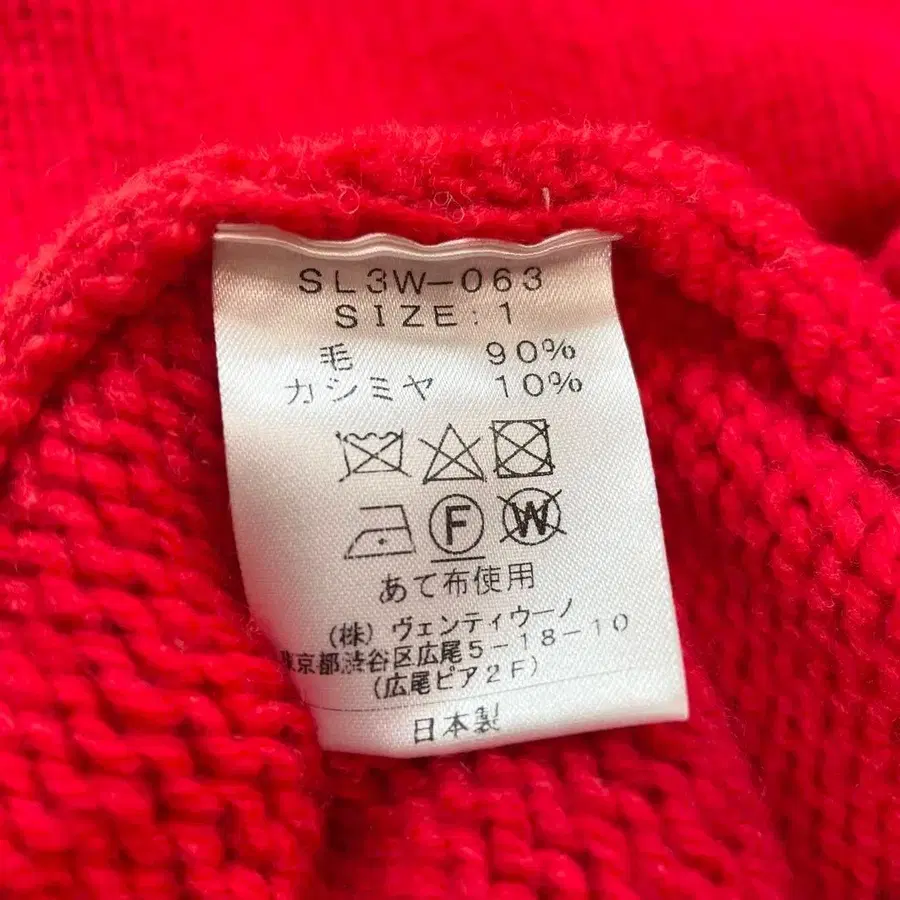 SL3W-063
SIZE:1
毛 90%
カシミヤ 10%
F W
あて布使用
(株)ヴェンティウーノ
東京都渋谷区広尾5-18-10
(広尾ピア2F)
日本製